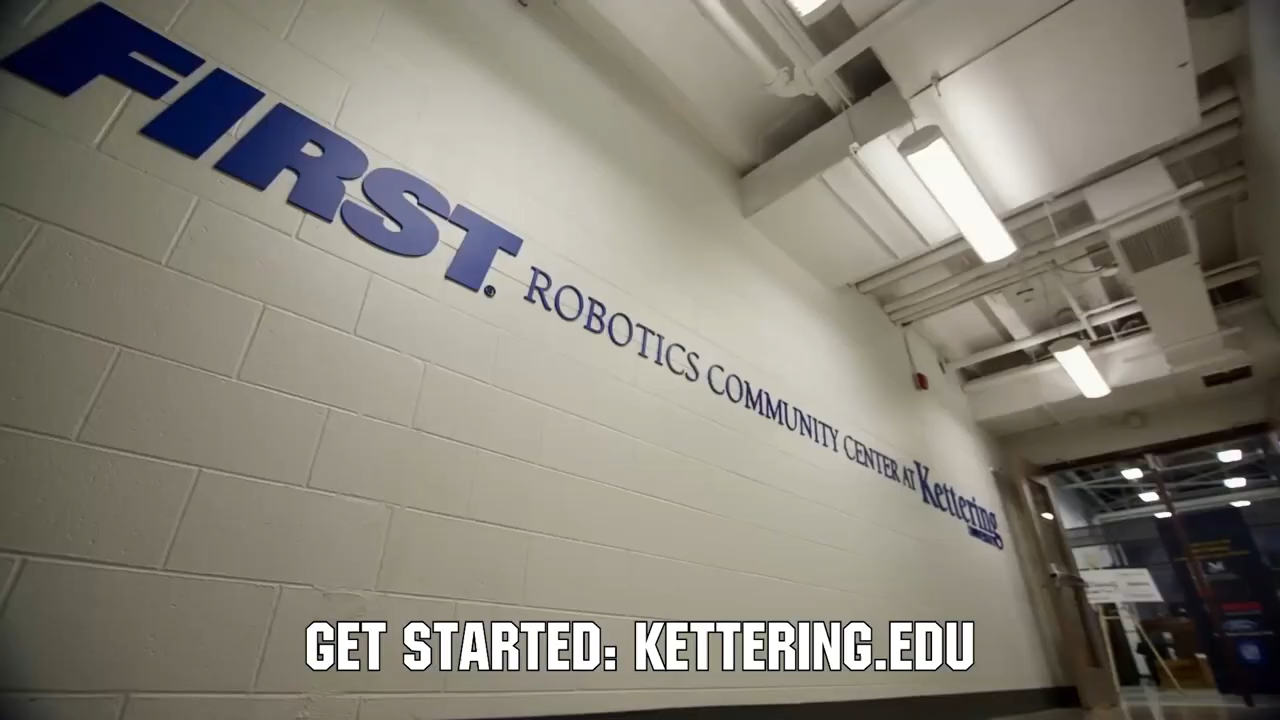 FIRST® ROBOTICS COMMUNITY CENTER AT Kettering
GET STARTED: KETTERING.EDU